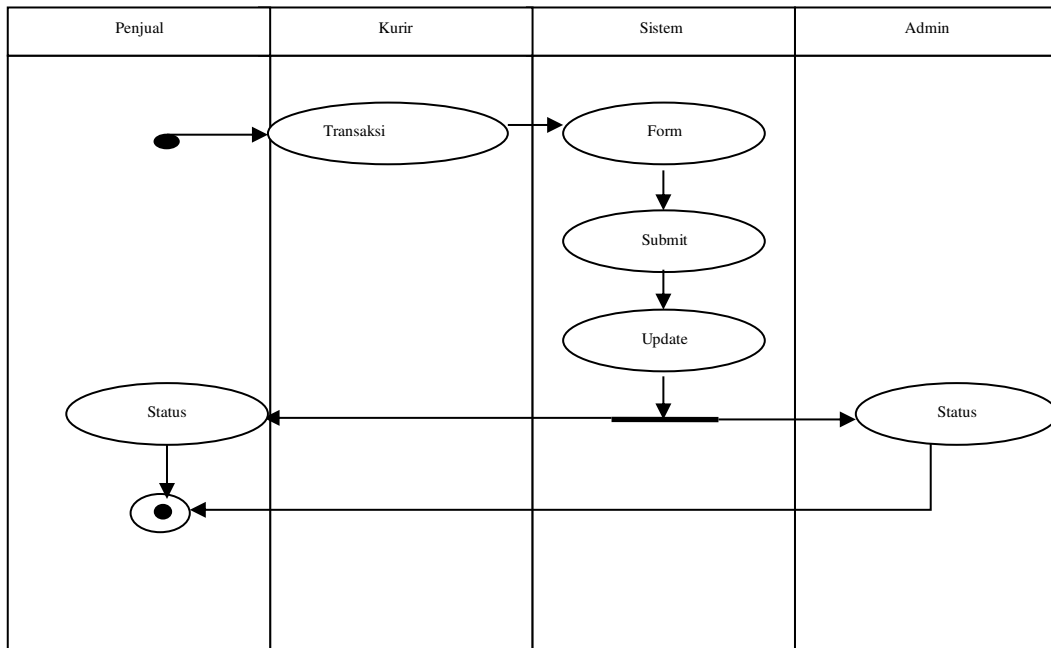 Penjual
Kurir
Sistem
Admin
Transaksi
Form
Submit
Update
Status
Status